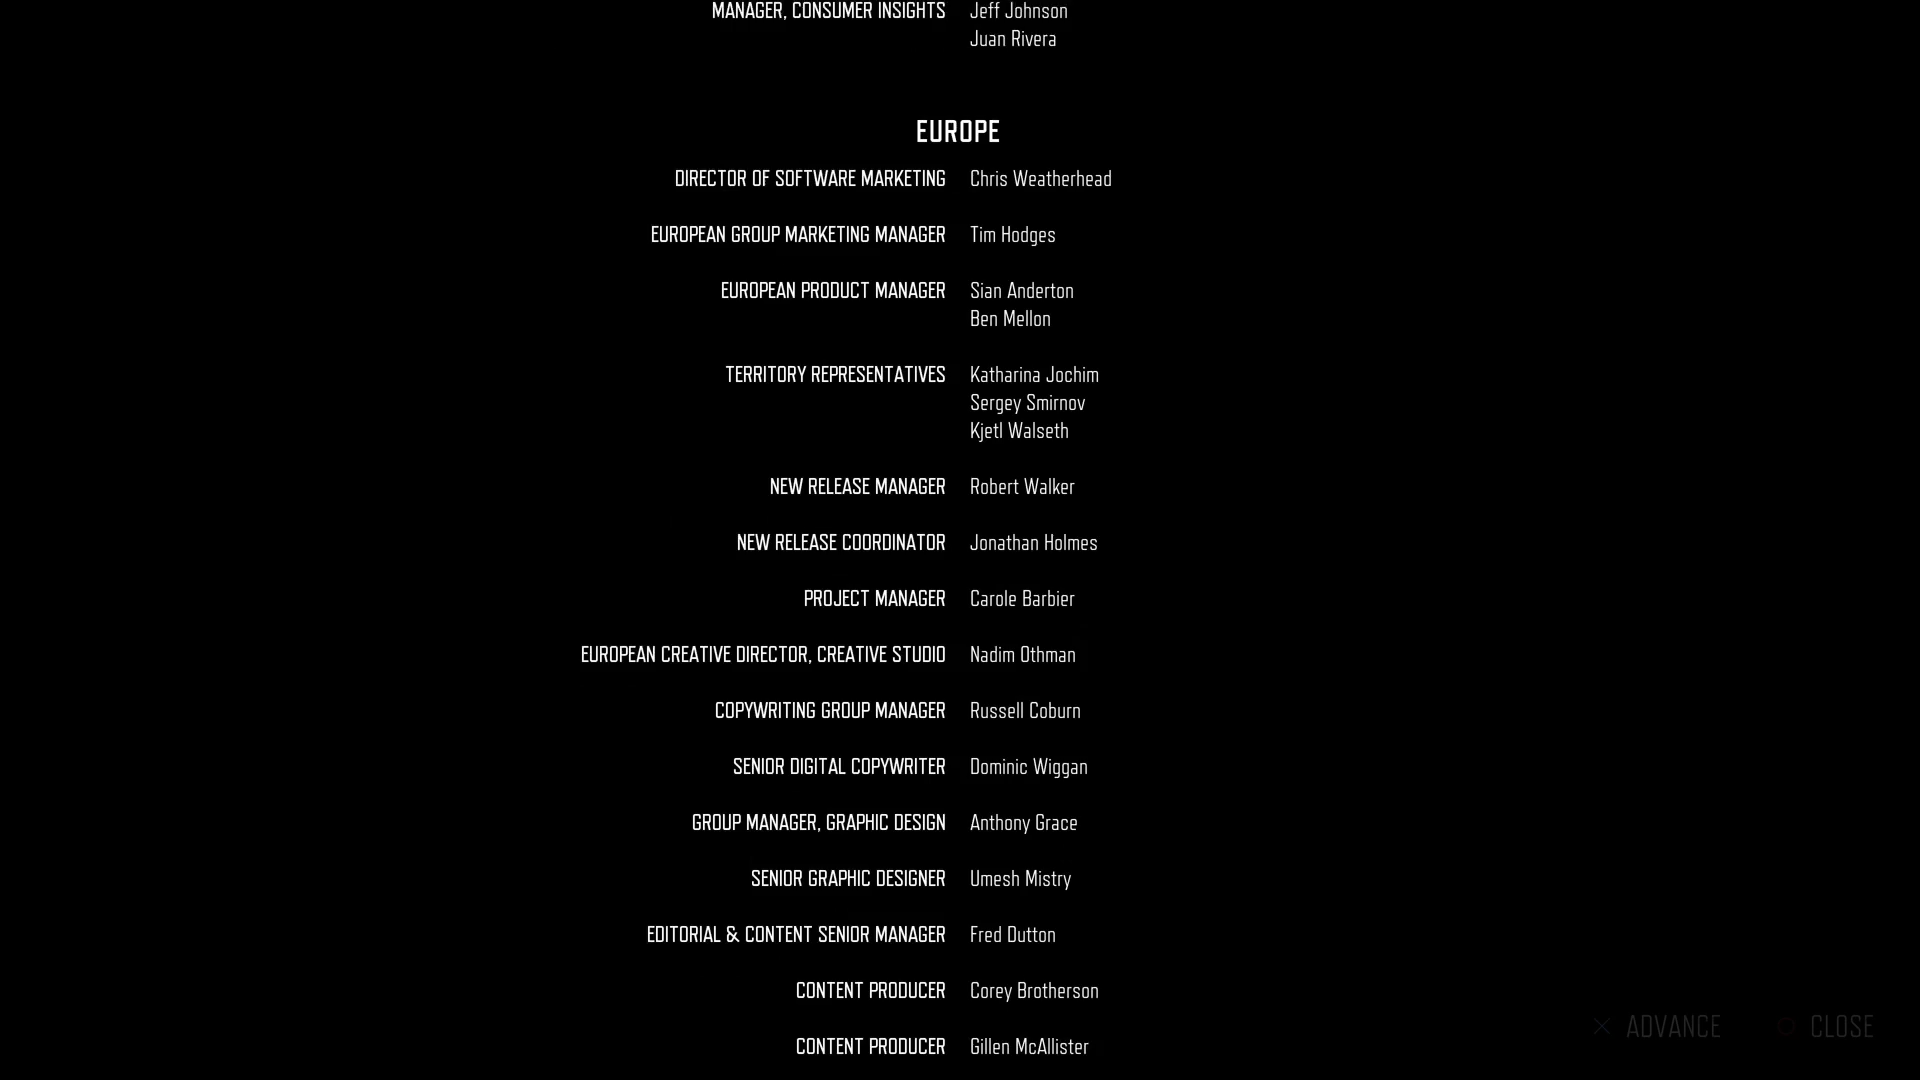 MANAGER, CONSUMER INSIGHTS Jeff Johnson
Juan Rivera
EUROPE
DIRECTOR OF SOFTWARE MARKETING Chris Weatherhead
EUROPEAN GROUP MARKETING MANAGER Tim Hodges
EUROPEAN PRODUCT MANAGER Sian Anderton
Ben Mellon
TERRITORY REPRESENTATIVES Katharina Jochim
Sergey Smirnov
Kjetl Walseth
NEW RELEASE MANAGER Robert Walker
NEW RELEASE COORDINATOR Jonathan Holmes
PROJECT MANAGER Carole Barbier
EUROPEAN CREATIVE DIRECTOR, CREATIVE STUDIO Nadim Othman
COPYWRITING GROUP MANAGER Russell Coburn
SENIOR DIGITAL COPYWRITER Dominic Wiggan
GROUP MANAGER, GRAPHIC DESIGN Anthony Grace
SENIOR GRAPHIC DESIGNER Umesh Mistry
EDITORIAL & CONTENT SENIOR MANAGER Fred Dutton
CONTENT PRODUCER Corey Brotherson
CONTENT PRODUCER Gillen McAllister
ADVANCE CLOSE